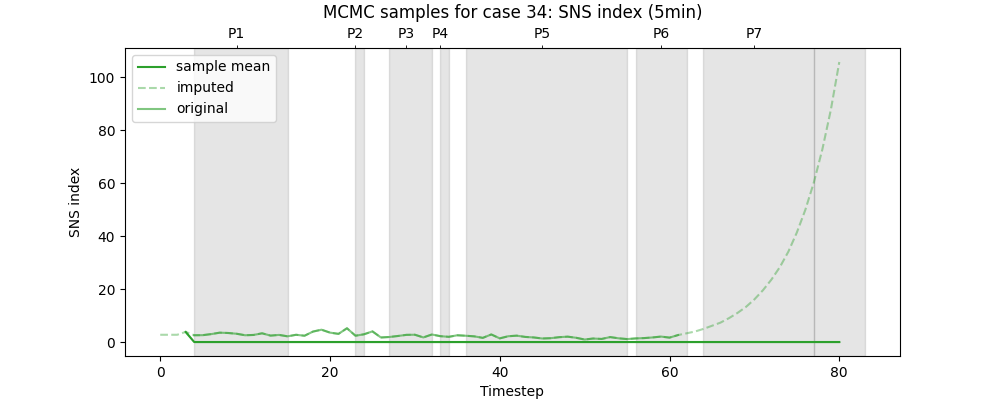 MCMC samples for case 34: SNS index (5min)
P1 P2 P3 P4 P5 P6 P7
sample mean
imputed
original
100
80
60
40
20
0
SNS index
0 20 40 60 80
Timestep